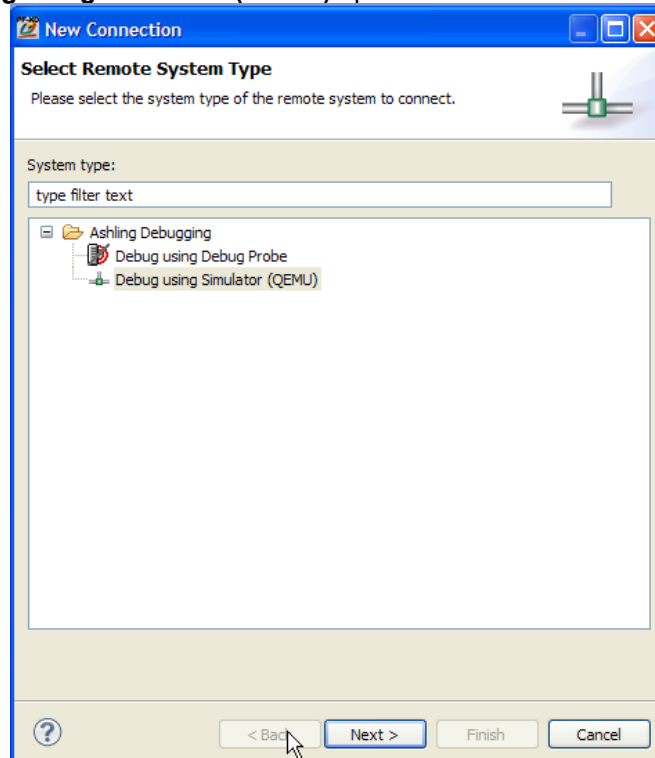 New Connection
Select Remote System Type
Please select the system type of the remote system to connect.
System type:
type filter text
Ashling Debugging
Debug using Debug Probe
Debug using Simulator (QEMU)
< Back Next > Finish Cancel